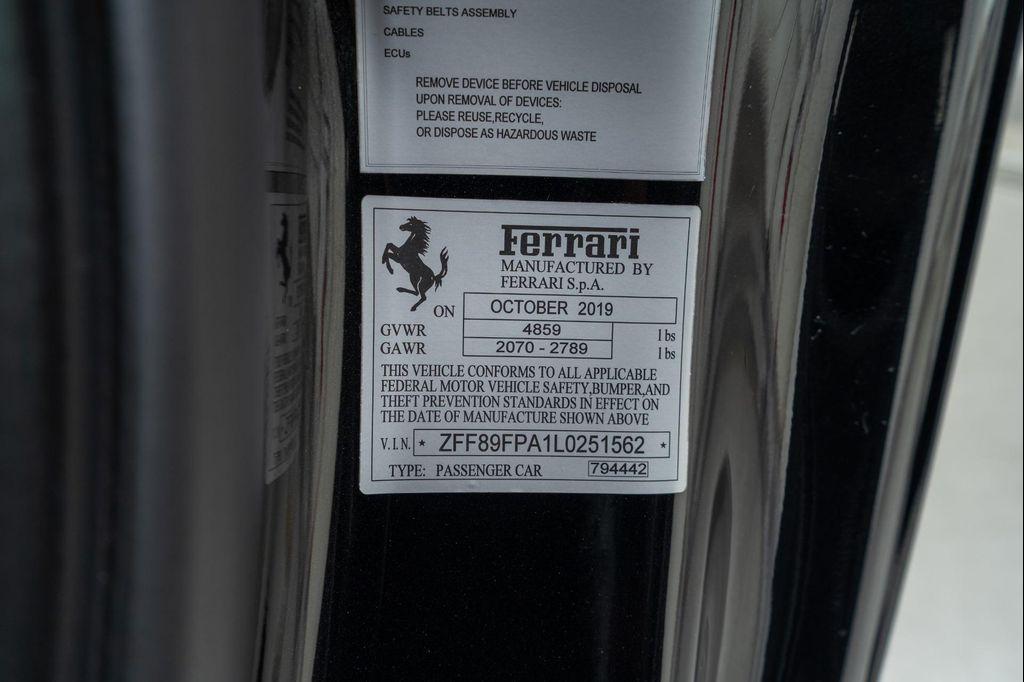 SAFETY BELTS ASSEMBLY
CABLES
ECUs
REMOVE DEVICE BEFORE VEHICLE DISPOSAL
UPON REMOVAL OF DEVICES:
PLEASE REUSE,RECYCLE,
OR DISPOSE AS HAZARDOUS WASTE
Ferrari
MANUFACTURED BY
FERRARI S.p.A.
ON OCTOBER 2019
GVWR 4859 lbs
GAWR 2070 - 2789 lbs
THIS VEHICLE CONFORMS TO ALL APPLICABLE
FEDERAL MOTOR VEHICLE SAFETY,BUMPER,AND
THEFT PREVENTION STANDARDS IN EFFECT ON
THE DATE OF MANUFACTURE SHOWN ABOVE
V.I.N. * ZFF89FPA1L0251562 *
TYPE: PASSENGER CAR 794442